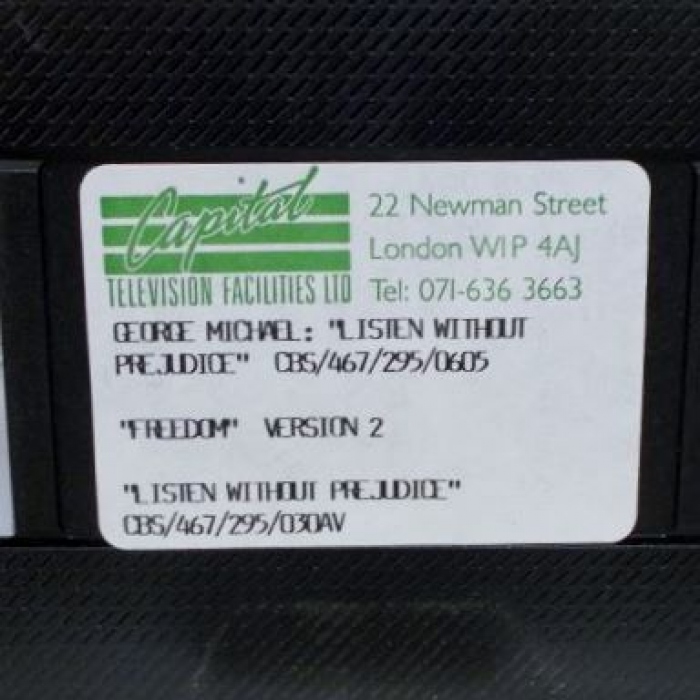 Capital
TELEVISION FACILITIES LTD
22 Newman Street
London W1P 4AJ
Tel: 071-636 3663
GEORGE MICHAEL: "LISTEN WITHOUT
PREJUDICE" CBS/467/295/0605
"FREEDOM" VERSION 2
"LISTEN WITHOUT PREJUDICE"
CBS/467/295/030AV